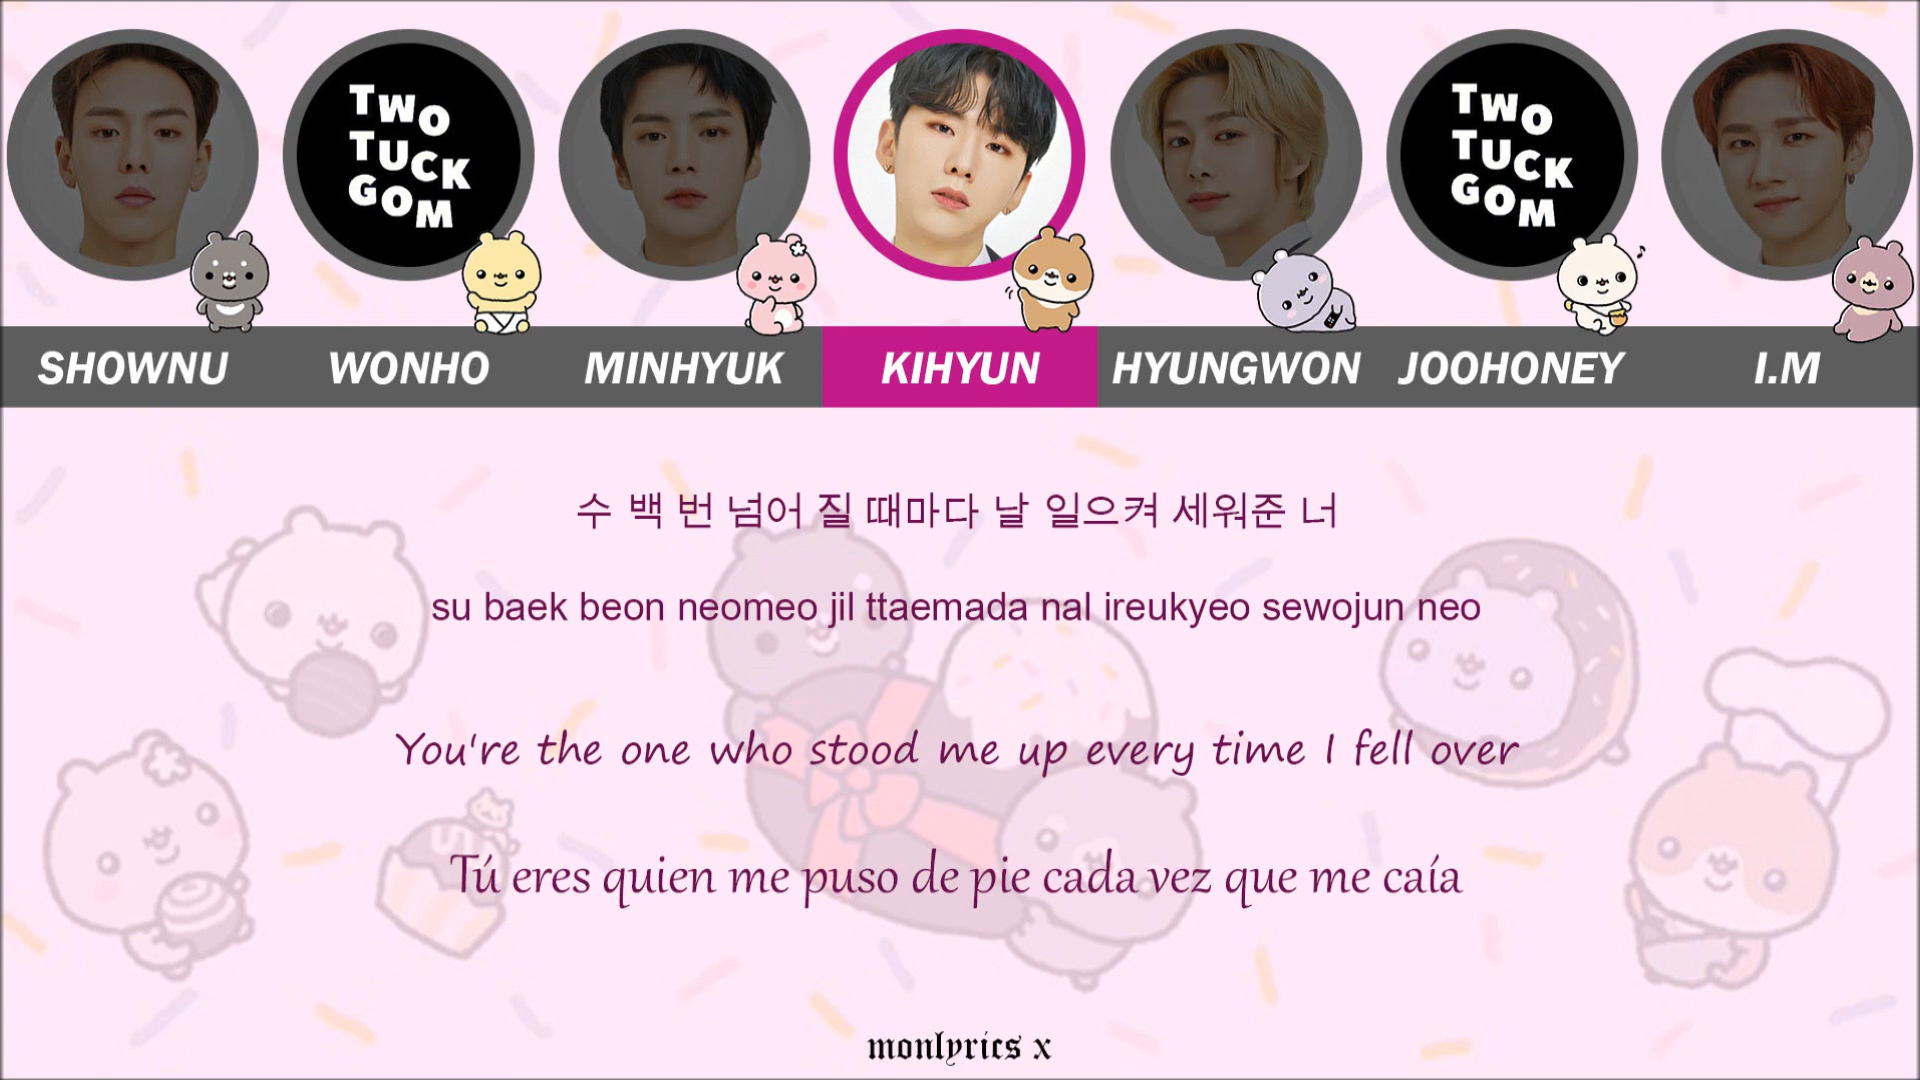 TWO
TUCK
GOM
TWO
TUCK
GOM
SHOWNU WONHO MINHYUK KIHYUN HYUNGWON JOOHONEY I.M
수 백 번 넘어 질 때마다 날 일으켜 세워준 너
su baek beon neomeo jil ttaemada nal ireukyeo sewojun neo
You're the one who stood me up every time I fell over
Tú eres quien me puso de pie cada vez que me caía
monlyrics x